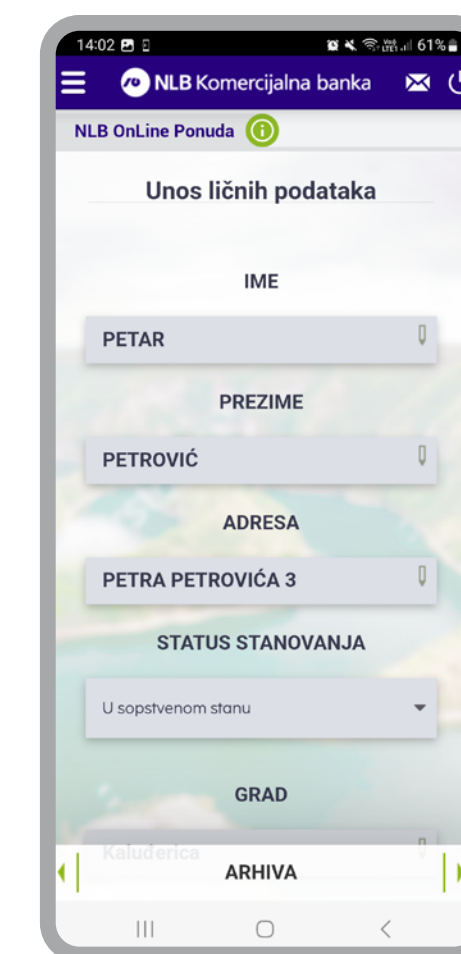 14:02 61%
NLB Komercijalna banka
NLB OnLine Ponuda
Unos ličnih podataka
IME
PETAR
PREZIME
PETROVIĆ
ADRESA
PETRA PETROVIĆA 3
STATUS STANOVANJA
U sopstvenom stanu
GRAD
Kaluđerica
ARHIVA